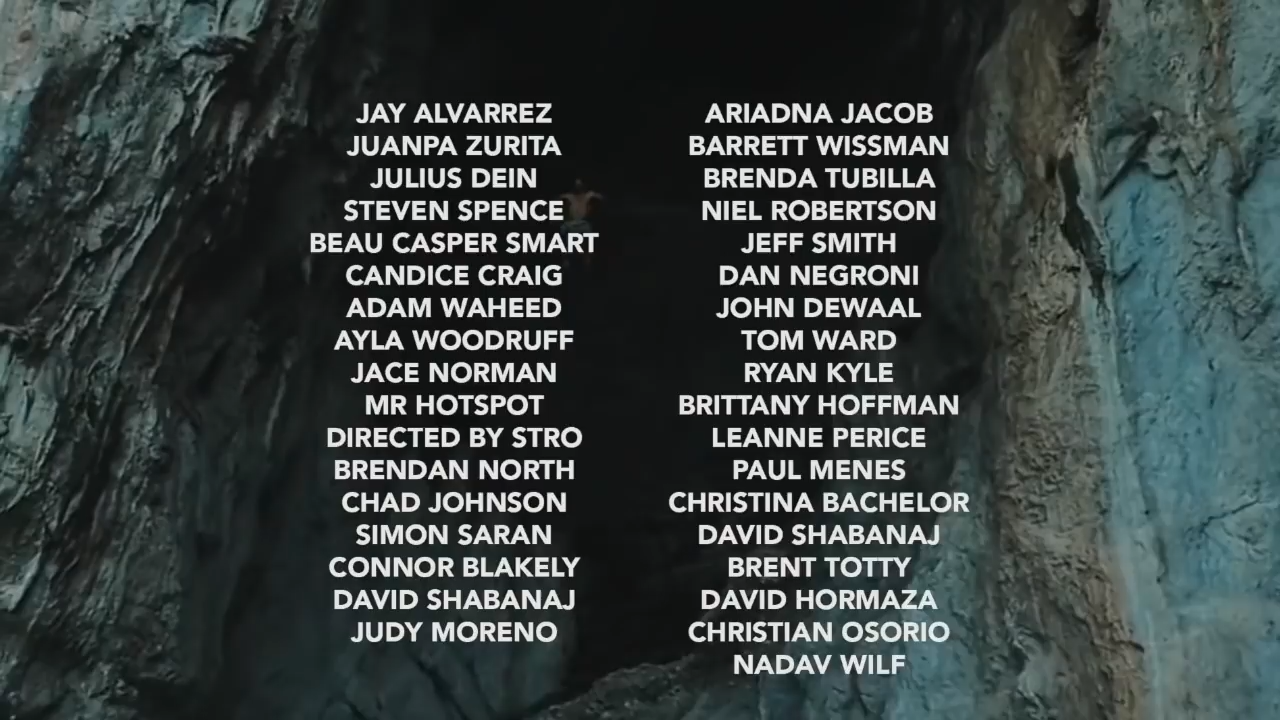 JAY ALVARREZ
JUANPA ZURITA
JULIUS DEIN
STEVEN SPENCE
BEAU CASPER SMART
CANDICE CRAIG
ADAM WAHEED
AYLA WOODRUFF
JACE NORMAN
MR HOTSPOT
DIRECTED BY STRO
BRENDAN NORTH
CHAD JOHNSON
SIMON SARAN
CONNOR BLAKELY
DAVID SHABANAJ
JUDY MORENO
ARIADNA JACOB
BARRETT WISSMAN
BRENDA TUBILLA
NIEL ROBERTSON
JEFF SMITH
DAN NEGRONI
JOHN DEWAAL
TOM WARD
RYAN KYLE
BRITTANY HOFFMAN
LEANNE PERICE
PAUL MENES
CHRISTINA BACHELOR
DAVID SHABANAJ
BRENT TOTTY
DAVID HORMAZA
CHRISTIAN OSORIO
NADAV WILF